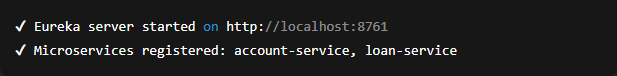 ✔ Eureka server started on http://localhost:8761
✔ Microservices registered: account-service, loan-service